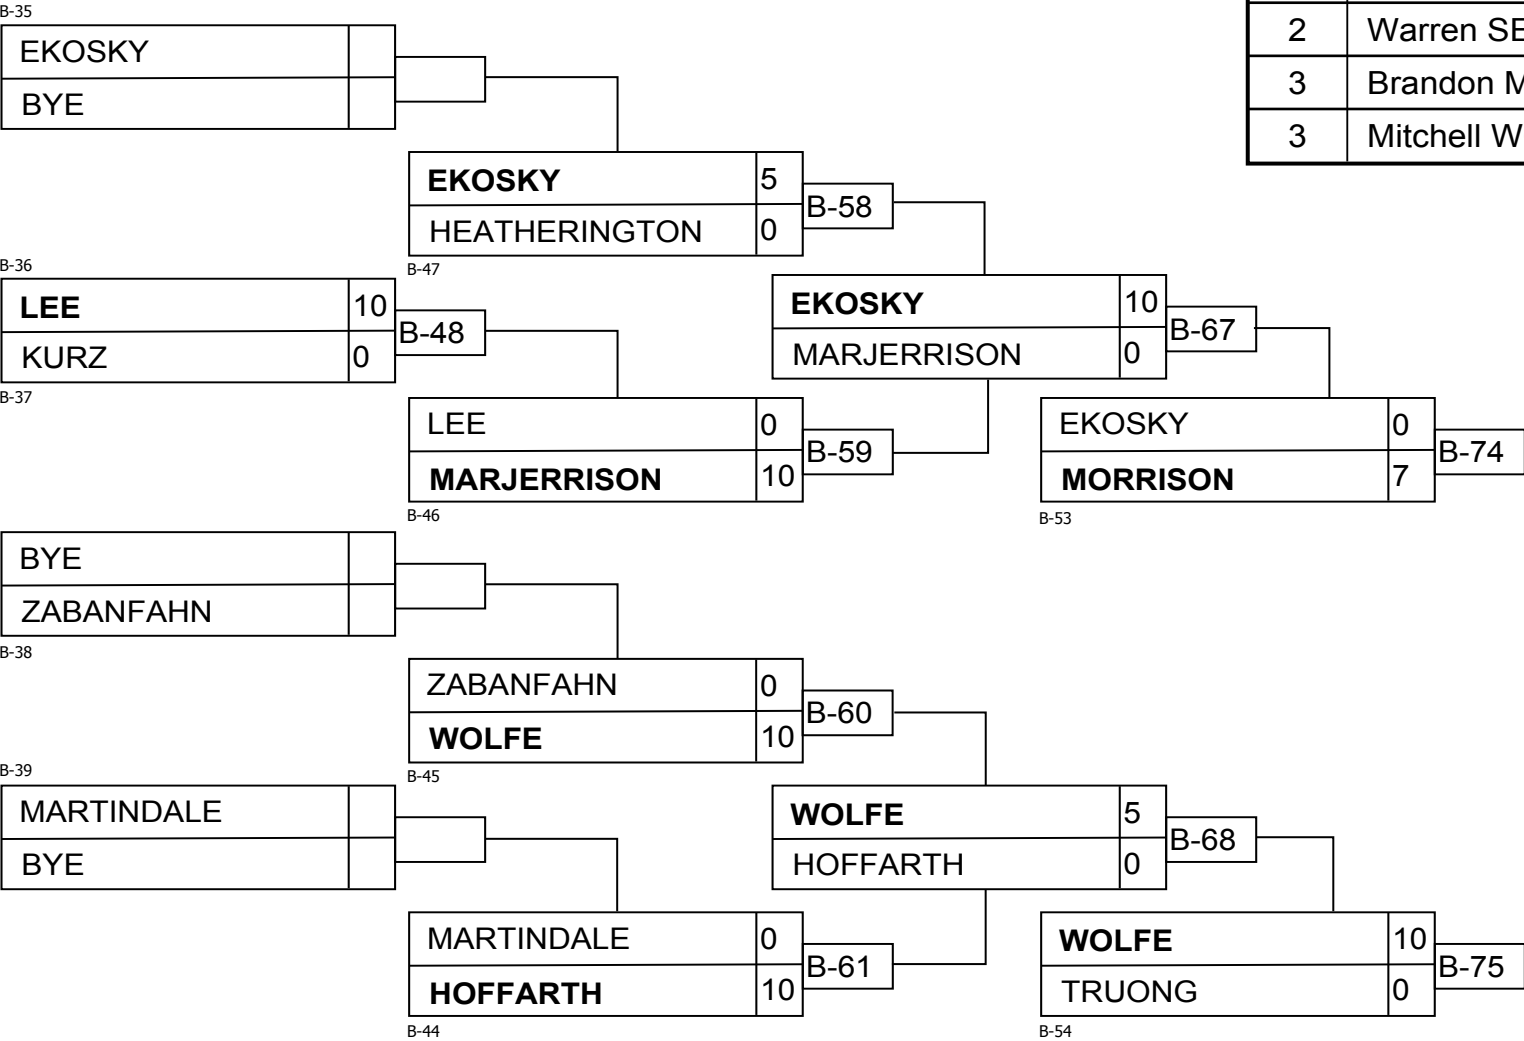 B-35
EKOSKY
BYE
2 Warren SE
3 Brandon M
3 Mitchell W
EKOSKY 5
HEATHERINGTON 0
B-58
B-47
B-36
LEE 10
KURZ 0
B-48
B-37
EKOSKY 10
MARJERRISON 0
B-67
LEE 0
MARJERRISON 10
B-59
B-46
EKOSKY 0
MORRISON 7
B-74
B-53
BYE
ZABANFAHN
B-38
ZABANFAHN 0
WOLFE 10
B-60
B-45
B-39
MARTINDALE
BYE
WOLFE 5
HOFFARTH 0
B-68
MARTINDALE 0
HOFFARTH 10
B-61
B-44
WOLFE 10
TRUONG 0
B-75
B-54